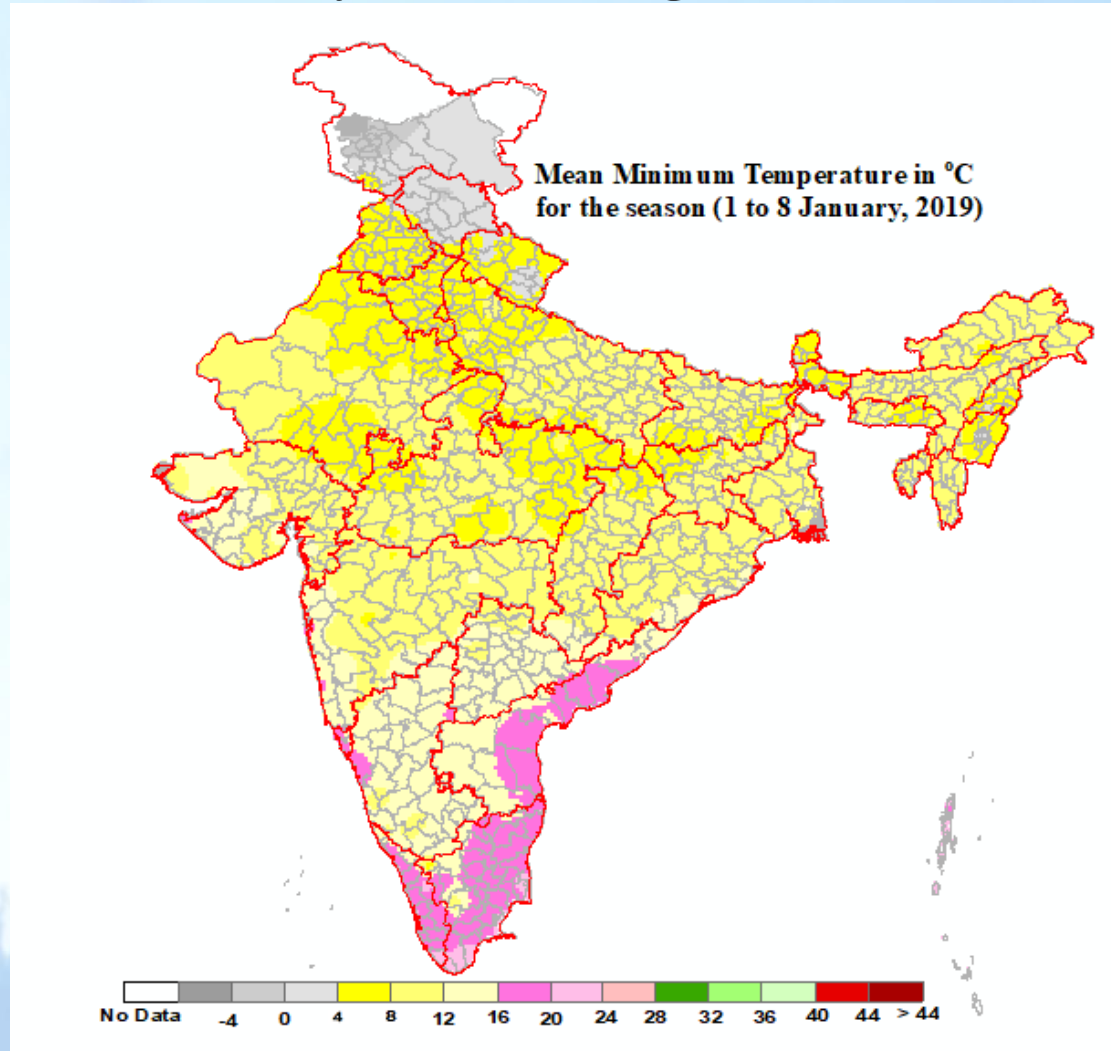 Mean Minimum Temperature in °C
for the season (1 to 8 January, 2019)
No Data -4 0 4 8 12 16 20 24 28 32 36 40 44 > 44